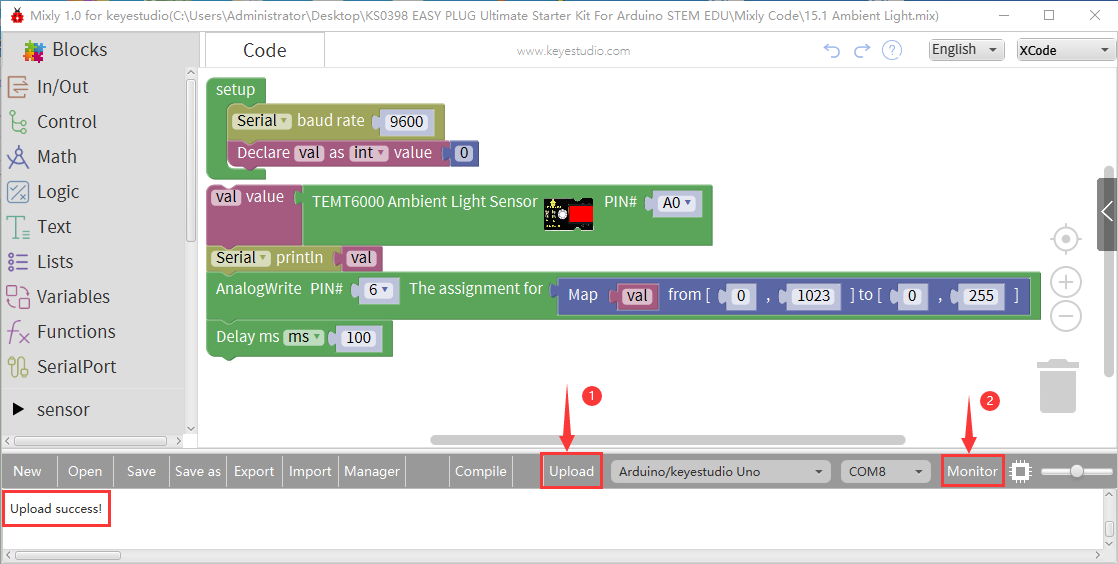 Mixly 1.0 for keyestudio(C:\Users\Administrator\Desktop\KS0398 EASY PLUG Ultimate Starter Kit For Arduino STEM EDU\Mixly Code\15.1 Ambient Light.mix)
Blocks
Code
www.keyestudio.com
English
XCode
In/Out
Control
Math
Logic
Text
Lists
Variables
Functions
SerialPort
sensor
setup
Serial baud rate 9600
Declare val as int value 0
val value TEMT6000 Ambient Light Sensor PIN# A0
Serial println val
AnalogWrite PIN# 6 The assignment for Map val from [ 0 , 1023 ] to [ 0 , 255 ]
Delay ms ms 100
1
2
New Open Save Save as Export Import Manager Compile Upload Arduino/keyestudio Uno COM8 Monitor
Upload success!